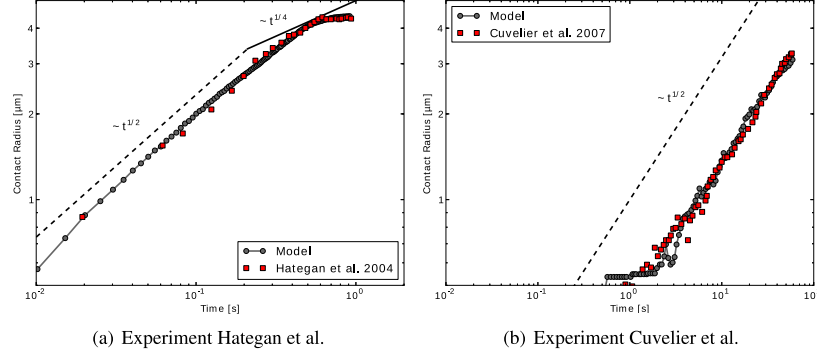 ~ t^{1/4}
~ t^{1/2}
Contact Radius [µm]
4
3
2
1
Model
Hategan et al. 2004
10^{-2}
10^{-1}
10^{0}
Time [s]
(a) Experiment Hategan et al.
Model
Cuvelier et al. 2007
~ t^{1/2}
Contact Radius [µm]
4
3
2
1
10^{-2}
10^{-1}
10^{0}
10^{1}
10
Time [s]
(b) Experiment Cuvelier et al.